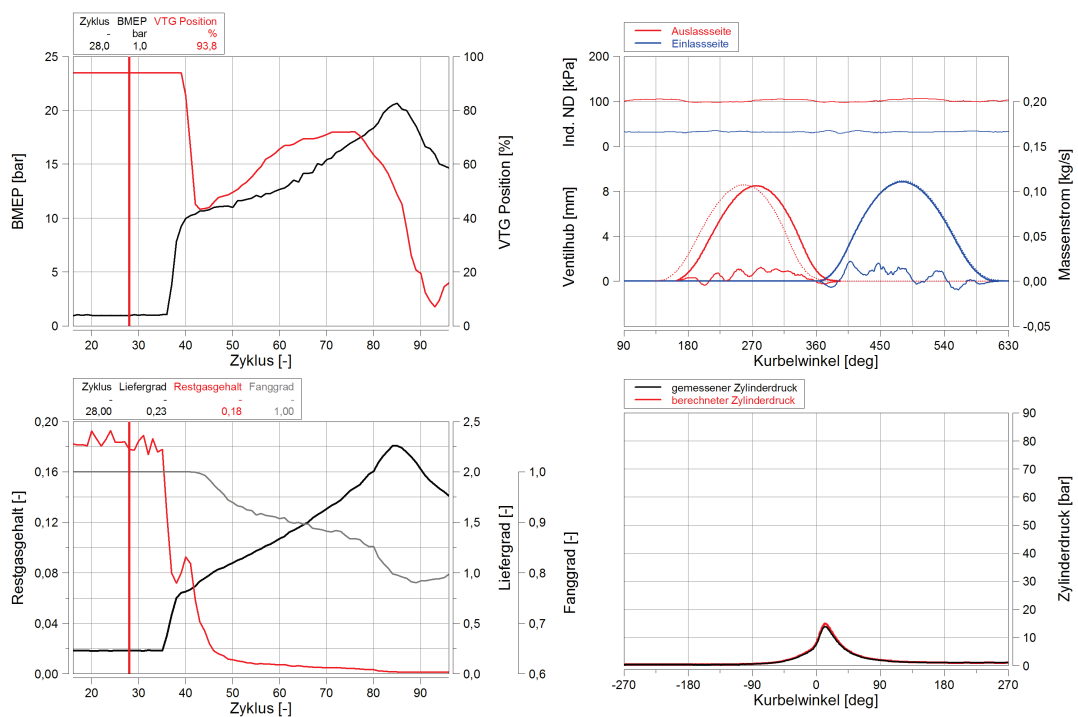 Zyklus BMEP VTG Position
- bar %
28,0 1,0 93,8
25 100
20 80
15 60
10 40
5 20
0 0
20 30 40 50 60 70 80 90
Zyklus [-]
BMEP [bar]
VTG Position [%]
Auslassseite
Einlassseite
200
100 0,20
0 0,15
8 0,10
4 0,05
0 0,00
-0,05
90 180 270 360 450 540 630
Kurbelwinkel [deg]
Ind. ND [kPa]
Ventilhub [mm]
Massenstrom [kg/s]
Zyklus Liefergrad Restgasgehalt Fanggrad
- - - -
28,00 0,23 0,18 1,00
0,20 2,5
0,16 2,0 1,0
0,12 1,5 0,9
0,08 1,0 0,8
0,04 0,5 0,7
0,00 0,0 0,6
20 30 40 50 60 70 80 90
Zyklus [-]
Restgasgehalt [-]
Liefergrad [-]
Fanggrad [-]
gemessener Zylinderdruck
berechneter Zylinderdruck
90
80
70
60
50
40
30
20
10
0
-270 -180 -90 0 90 180 270
Kurbelwinkel [deg]
Zylinderdruck [bar]